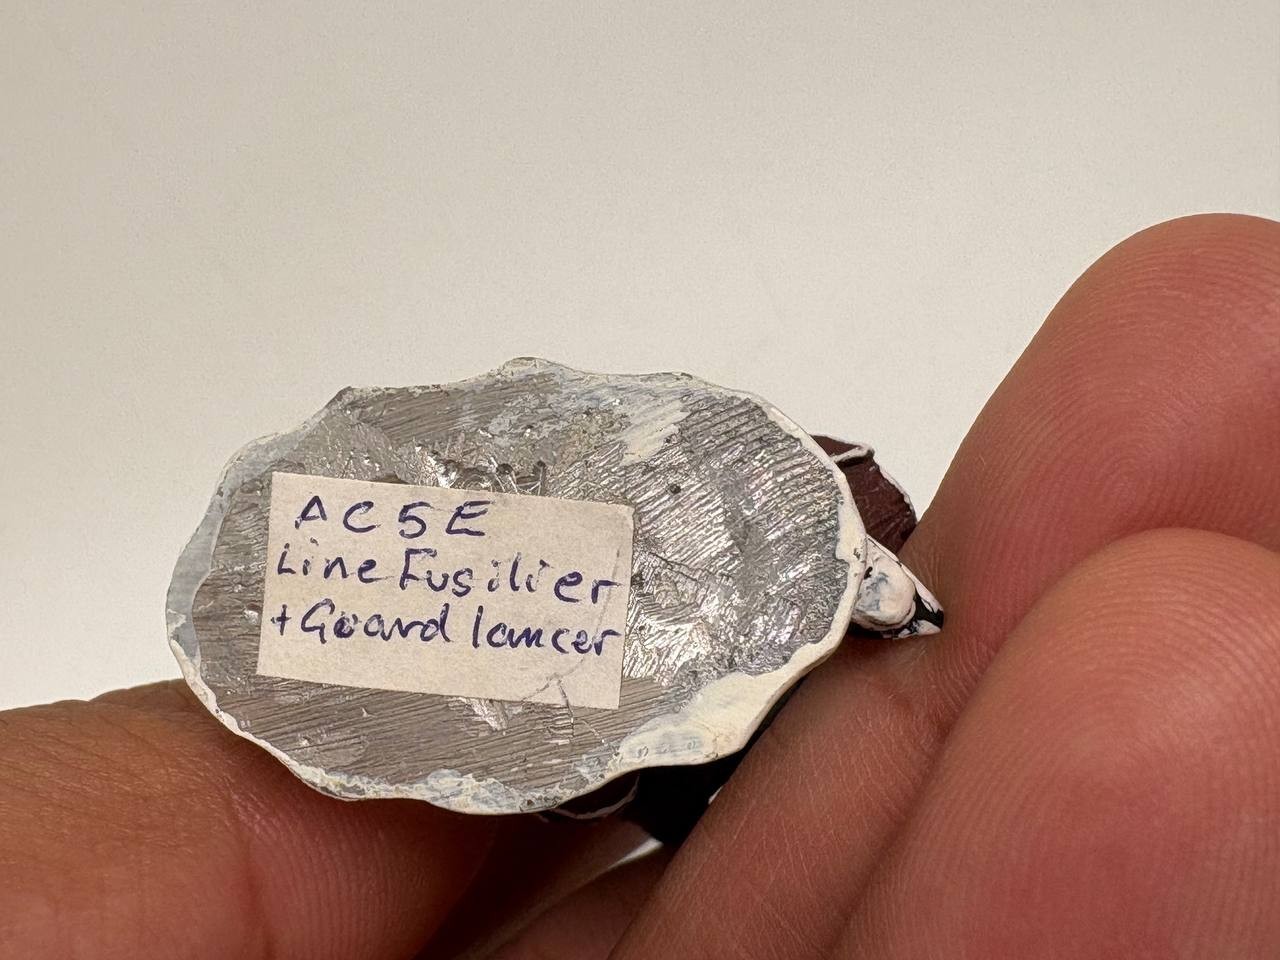 AC5E
Line Fusilier
+ Guard lancer